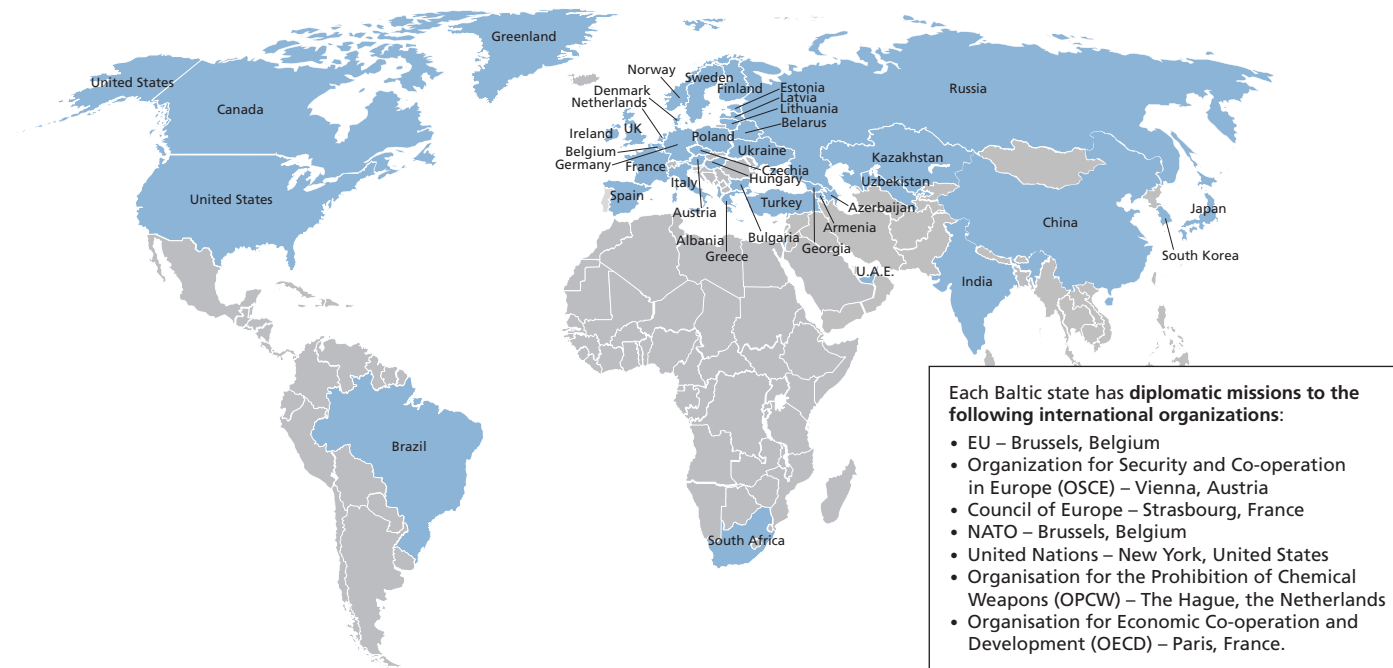 Greenland
United States
Canada
United States
Brazil
Norway
Sweden
Finland
Denmark
Netherlands
Estonia
Latvia
Lithuania
Belarus
Russia
Ireland
UK
Poland
Belgium
Germany
Ukraine
France
Czechia
Hungary
Kazakhstan
Uzbekistan
Italy
Spain
Turkey
Azerbaijan
Austria
Armenia
Albania
Bulgaria
Georgia
Greece
China
Japan
South Korea
U.A.E.
India
South Africa
Each Baltic state has diplomatic missions to the
following international organizations:
• EU – Brussels, Belgium
• Organization for Security and Co-operation
in Europe (OSCE) – Vienna, Austria
• Council of Europe – Strasbourg, France
• NATO – Brussels, Belgium
• United Nations – New York, United States
• Organisation for the Prohibition of Chemical
Weapons (OPCW) – The Hague, the Netherlands
• Organisation for Economic Co-operation and
Development (OECD) – Paris, France.